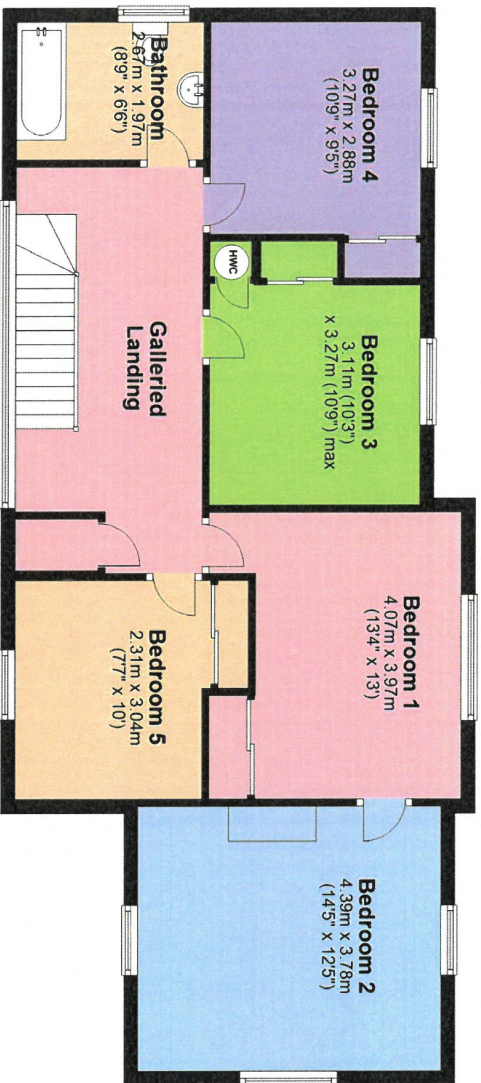 Bedroom 4
3.27m x 2.88m
(10'9" x 9'5")
Bedroom 3
3.11m (10'3")
x 3.27m (10'9") max
Bedroom 1
4.07m x 3.97m
(13'4" x 13')
Bedroom 2
4.39m x 3.78m
(14'5" x 12'5")
Bathroom
2.67m x 1.97m
(8'9" x 6'6")
HWC
Galleried
Landing
Bedroom 5
2.31m x 3.04m
(7'7" x 10')